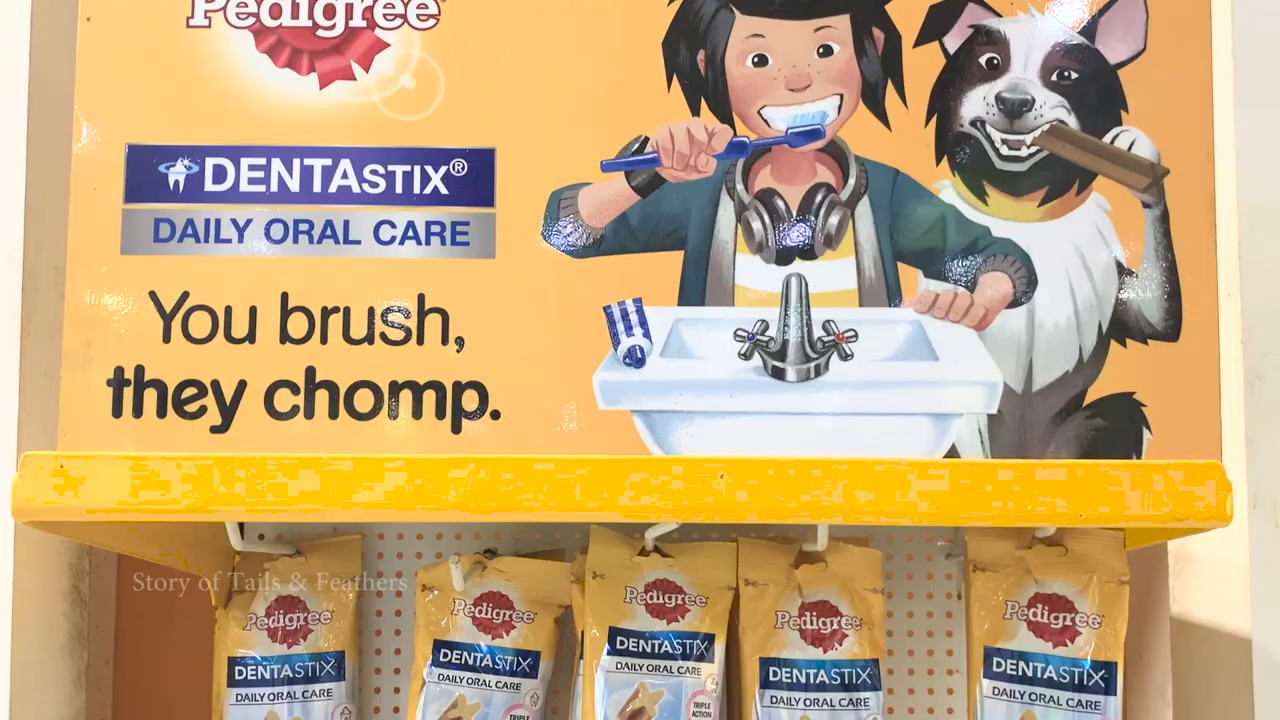 Pedigree
DENTASTIX®
DAILY ORAL CARE
You brush,
they chomp.
Story of Tails & Feathers
Pedigree
DENTASTIX
DAILY ORAL CARE
Pedigree
DENTASTIX
DAILY ORAL CARE
TRIPLE
Pedigree
DENTASTIX
DAILY ORAL CARE
TRIPLE
ACTION
Pedigree
DENTASTIX
DAILY ORAL CARE
Pedigree
DENTASTIX
DAILY ORAL CARE